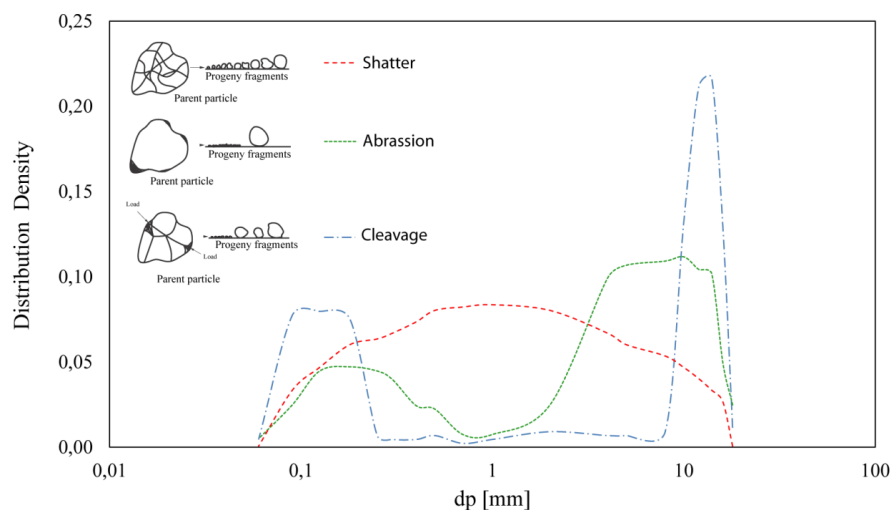 0,25
0,20
0,15
0,10
0,05
0,00
Distribution Density
Progeny fragments
Parent particle
Shatter
Progeny fragments
Parent particle
Abrassion
Load
Load
Progeny fragments
Parent particle
Cleavage
0,01
0,1
1
10
100
dp [mm]